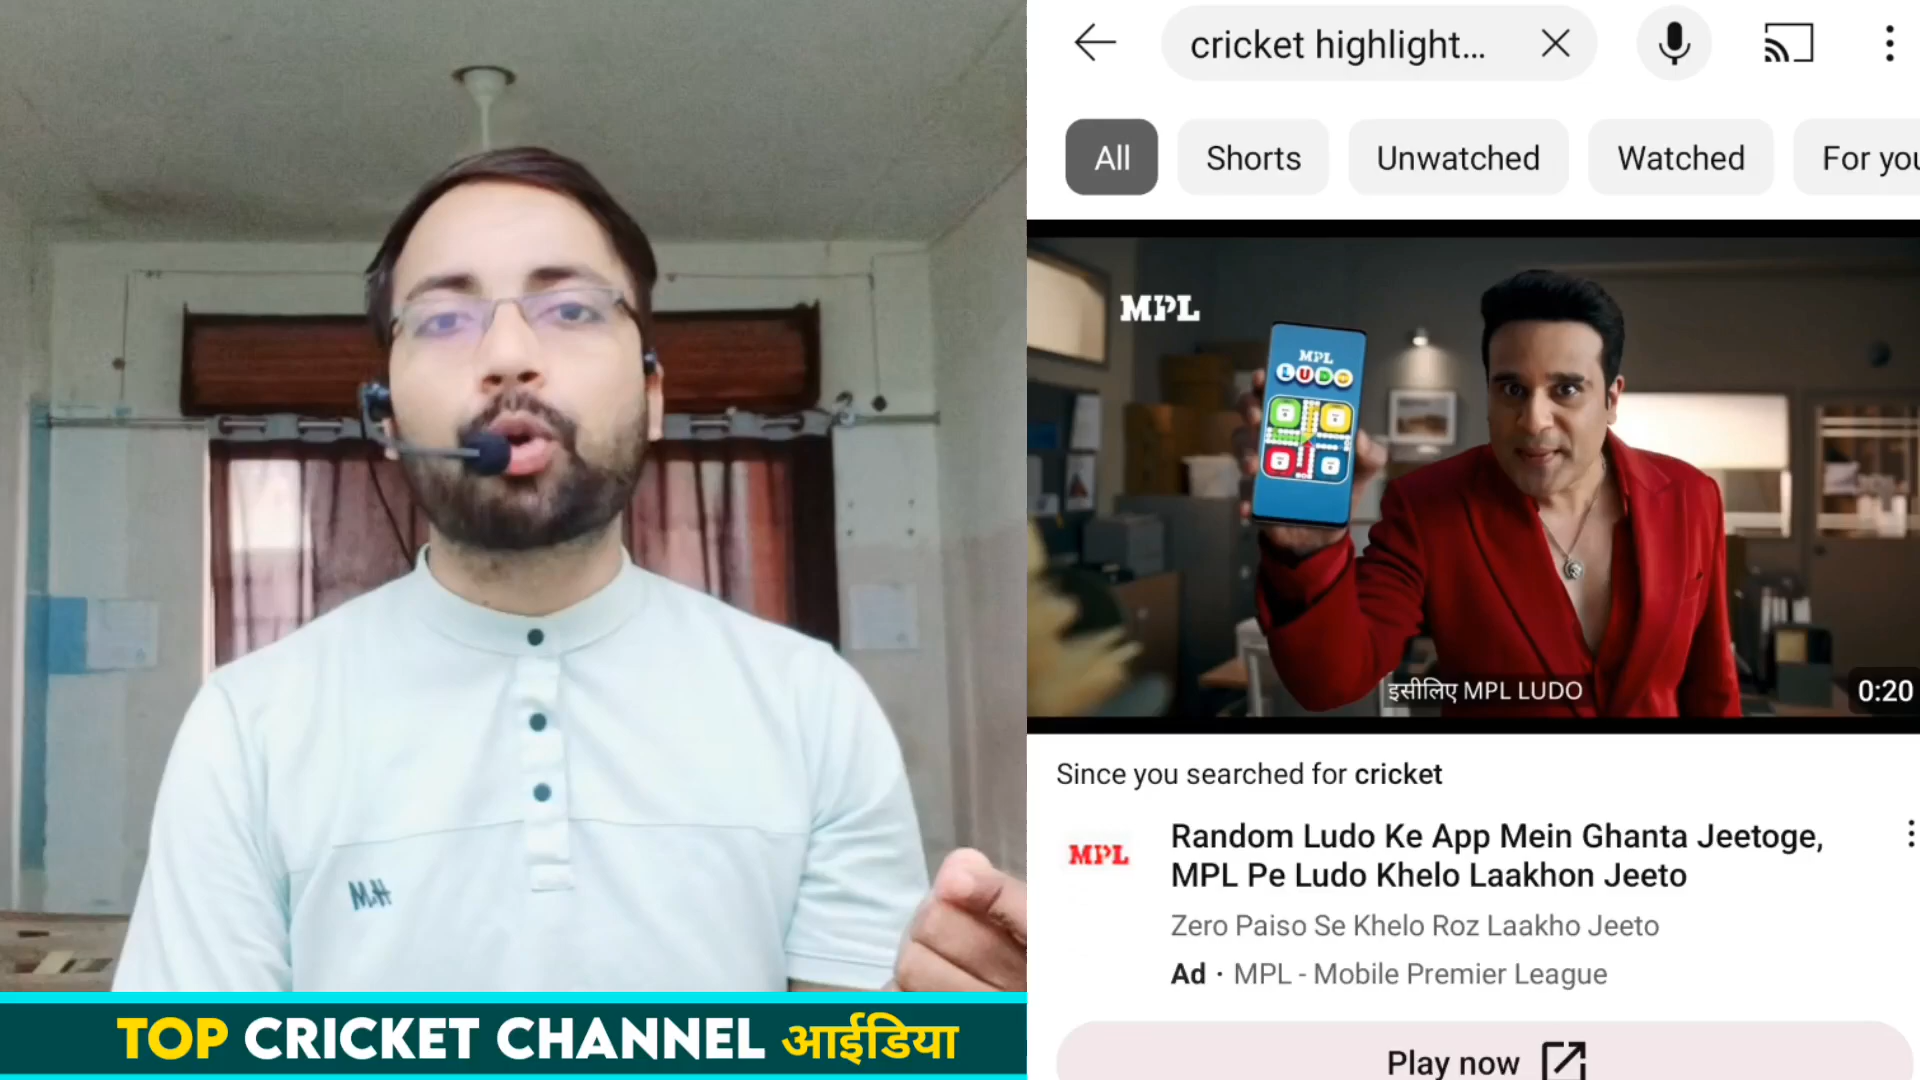 cricket highlight...
All
Shorts
Unwatched
Watched
For you
MPL
MPL
LUDO
इसीलिए MPL LUDO
0:20
Since you searched for cricket
MPL
Random Ludo Ke App Mein Ghanta Jeetoge,
MPL Pe Ludo Khelo Laakhon Jeeto
Zero Paiso Se Khelo Roz Laakho Jeeto
Ad · MPL - Mobile Premier League
Play now
M.H
TOP CRICKET CHANNEL आईडिया